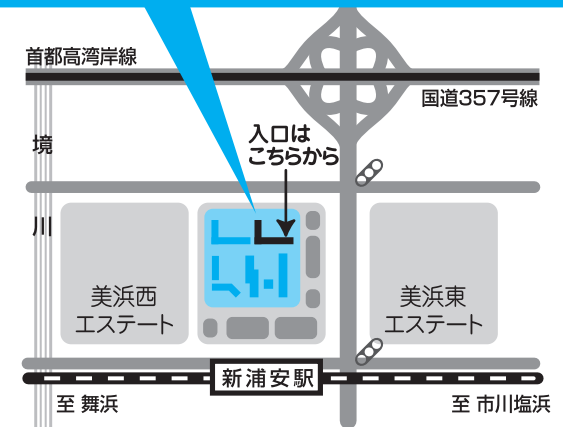 首都高湾岸線
国道357号線
境
川
入口は
こちらから
美浜西
エステート
美浜東
エステート
新浦安駅
至 舞浜
至 市川塩浜